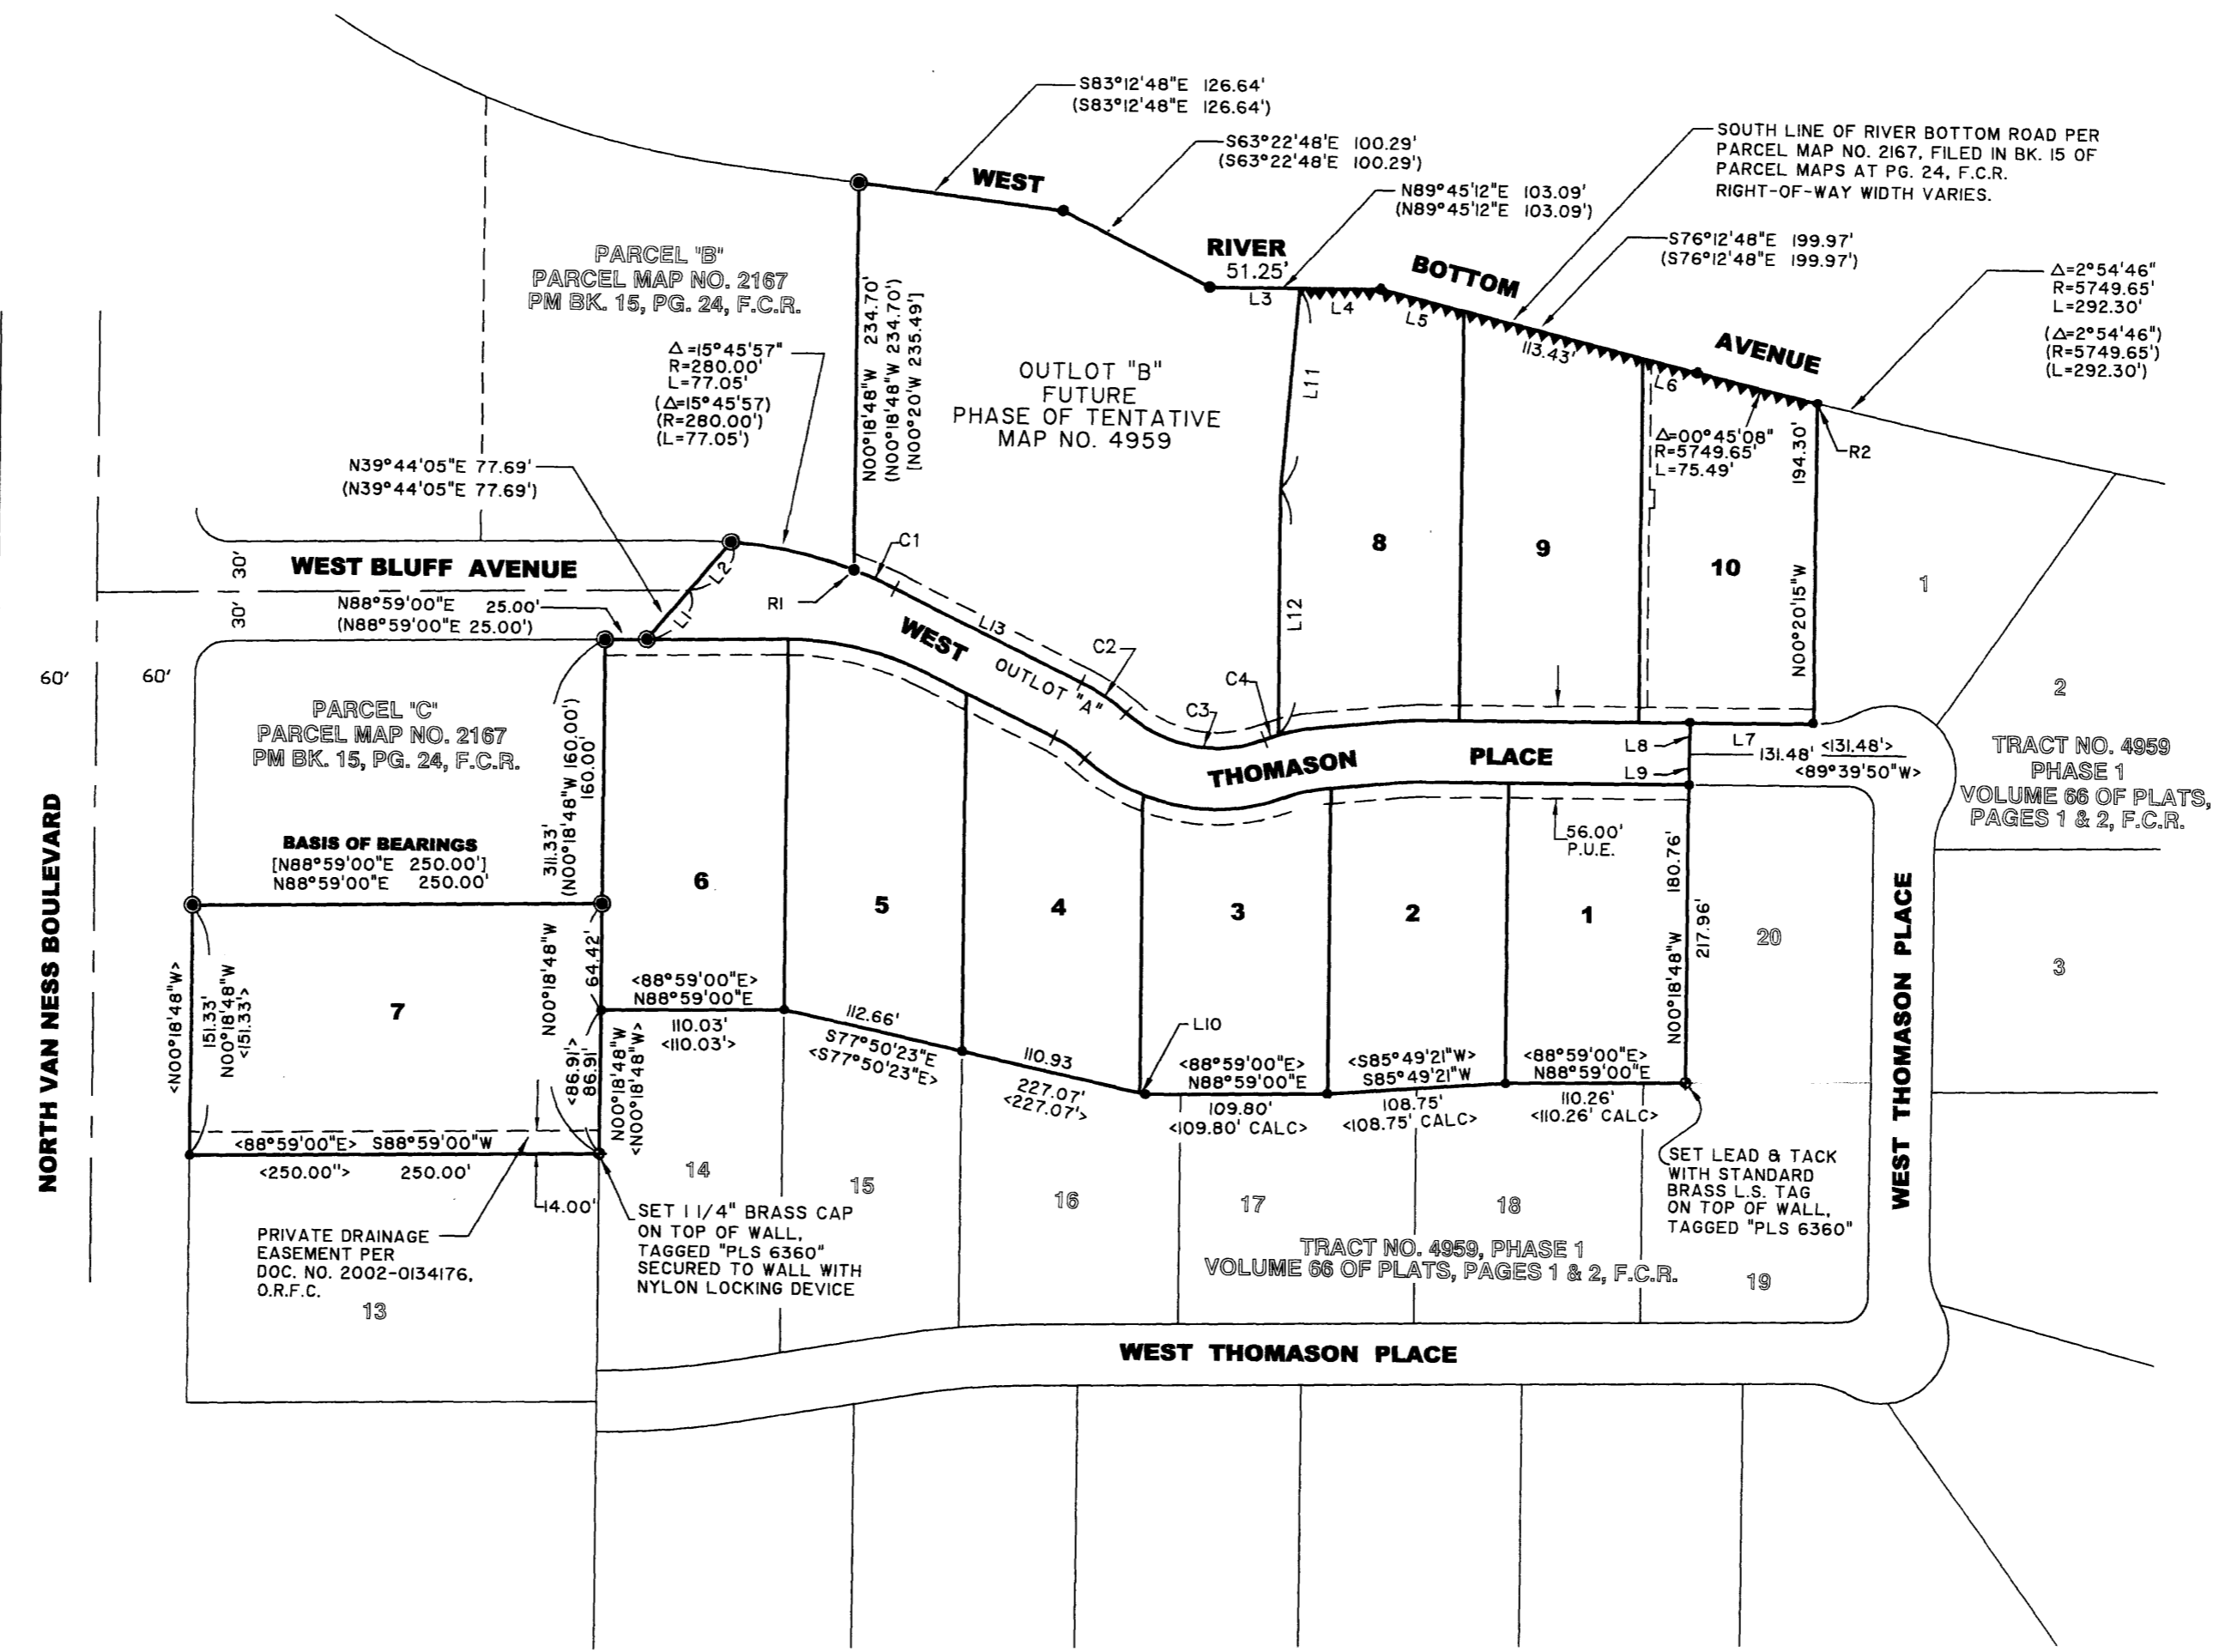 S83°12'48"E 126.64'
(S83°12'48"E 126.64')
S63°22'48'E 100.29'
(S63°22'48'E 100.29')
N89°45'12"E 103.09'
(N89°45'12"E 103.09')
SOUTH LINE OF RIVER BOTTOM ROAD PER
PARCEL MAP NO. 2167, FILED IN BK. 15 OF
PARCEL MAPS AT PG. 24, F.C.R.
RIGHT-OF-WAY WIDTH VARIES.
S76°12'48"E 199.97'
(S76°12'48"E 199.97')
Δ=2°54'46"
R=5749.65'
L=292.30'
(Δ=2°54'46")
(R=5749.65')
(L=292.30')
WEST
RIVER
BOTTOM
AVENUE
51.25'
L3
L4
L5
113.43'
L6
R2
Δ=00°45'08"
R=5749.65'
L=75.49'
194.30'
N00°20'15"W
PARCEL "B"
PARCEL MAP NO. 2167
PM BK. 15, PG. 24, F.C.R.
Δ=15°45'57"
R=280.00'
L=77.05'
(Δ=15°45'57)
(R=280.00')
(L=77.05')
N00°18'48"W 234.70'
(N00°18'48"W 234.70')
[N00°20'W 235.49']
OUTLOT "B"
FUTURE
PHASE OF TENTATIVE
MAP NO. 4959
L11
L12
8
9
10
1
2
3
N39°44'05"E 77.69'
(N39°44'05"E 77.69')
WEST BLUFF AVENUE
30'
30'
N88°59'00"E 25.00'
(N88°59'00"E 25.00')
L2
L1
R1
C1
L13
C2
C3
C4
WEST
OUTLOT "A"
THOMASON
PLACE
L8
L9
L7
131.48'
<131.48'>
<89°39'50"W>
TRACT NO. 4959
PHASE 1
VOLUME 66 OF PLATS,
PAGES 1 & 2, F.C.R.
60'
60'
PARCEL "C"
PARCEL MAP NO. 2167
PM BK. 15, PG. 24, F.C.R.
311.33'
(N00°18'48"W 160.00')
160.00'
BASIS OF BEARINGS
[N88°59'00"E 250.00']
N88°59'00"E 250.00'
NORTH VAN NESS BOULEVARD
6
5
4
3
2
1
56.00'
P.U.E.
180.76'
217.96'
N00°18'48"W
20
WEST THOMASON PLACE
7
<N00°18'48"W>
151.33'
N00°18'48"W
<151.33'>
N00°18'48"W
64.42'
<86.91'>
86.91'
N00°18'48"W
<N00°18'48"W>
<88°59'00"E>
N88°59'00"E
110.03'
<110.03'>
112.66'
S77°50'23"E
<S77°50'23"E>
110.93
227.07'
<227.07'>
L10
<88°59'00"E>
N88°59'00"E
109.80'
<109.80' CALC>
<S85°49'21"W>
S85°49'21"W
108.75'
<108.75' CALC>
<88°59'00"E>
N88°59'00"E
110.26'
<110.26' CALC>
<88°59'00"E> S88°59'00"W
<250.00"> 250.00'
14.00'
PRIVATE DRAINAGE
EASEMENT PER
DOC. NO. 2002-0134176,
O.R.F.C.
13
14
SET 1 1/4" BRASS CAP
ON TOP OF WALL,
TAGGED "PLS 6360"
SECURED TO WALL WITH
NYLON LOCKING DEVICE
15
16
17
18
19
SET LEAD & TACK
WITH STANDARD
BRASS L.S. TAG
ON TOP OF WALL,
TAGGED "PLS 6360"
TRACT NO. 4959, PHASE 1
VOLUME 66 OF PLATS, PAGES 1 & 2, F.C.R.
WEST THOMASON PLACE